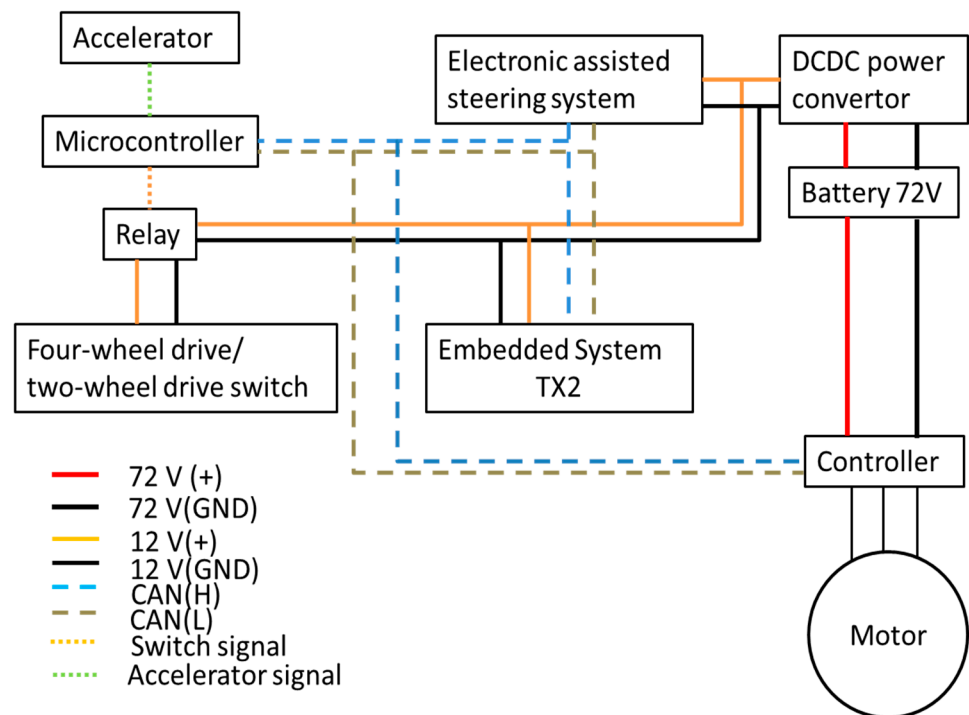 Accelerator
Electronic assisted
steering system
DCDC power
convertor
Microcontroller
Battery 72V
Relay
Four-wheel drive/
two-wheel drive switch
Embedded System
TX2
Controller
72 V (+)
72 V(GND)
12 V(+)
12 V(GND)
CAN(H)
CAN(L)
Switch signal
Accelerator signal
Motor